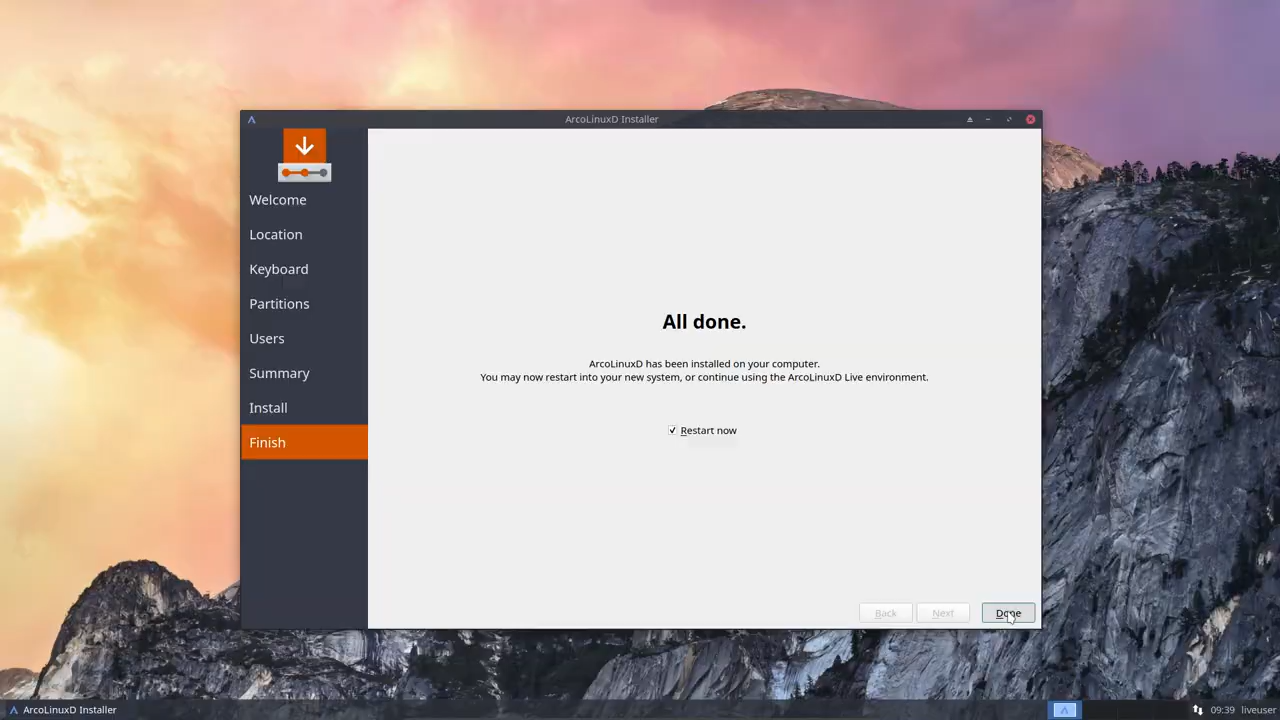 ArcoLinuxD Installer
Welcome
Location
Keyboard
Partitions
Users
Summary
Install
Finish
All done.
ArcoLinuxD has been installed on your computer.
You may now restart into your new system, or continue using the ArcoLinuxD Live environment.
Restart now
Back Next Done
ArcoLinuxD Installer 09:39 liveuser